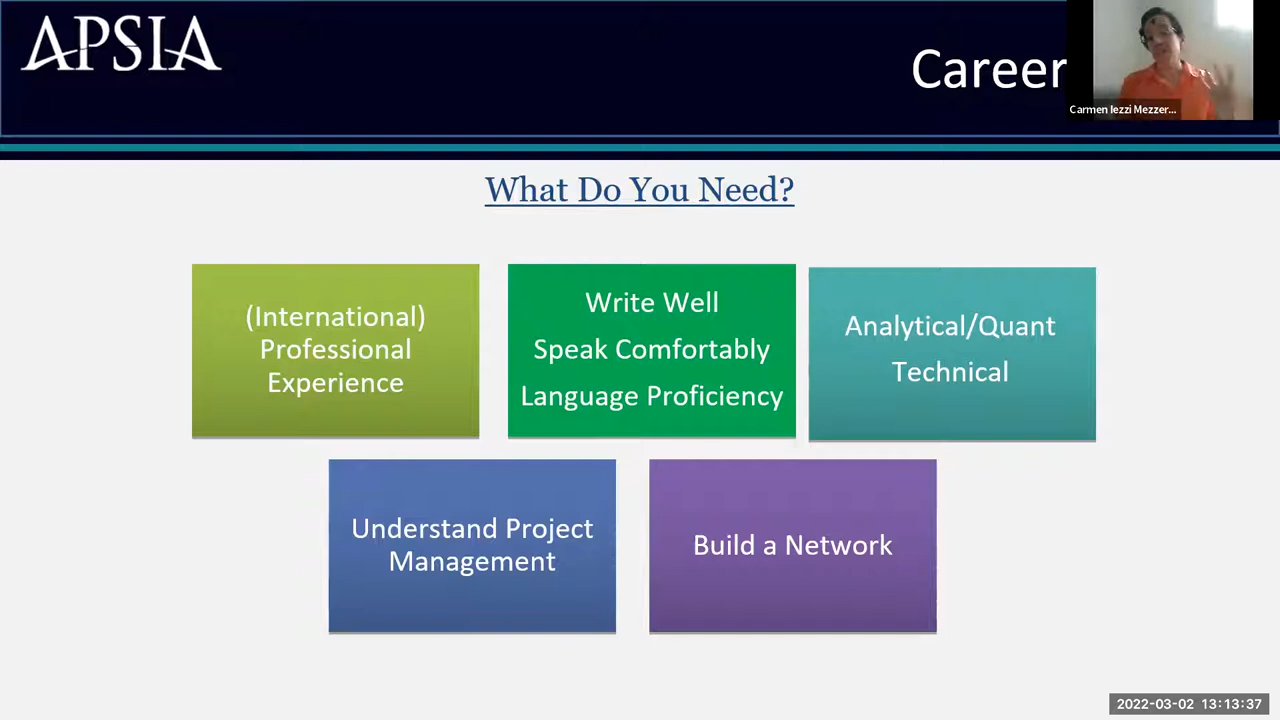 APSIA
Career
Carmen Iezzi Mezzer...
What Do You Need?
(International)
Professional
Experience
Write Well
Speak Comfortably
Language Proficiency
Analytical/Quant
Technical
Understand Project
Management
Build a Network
2022-03-02 13:13:37